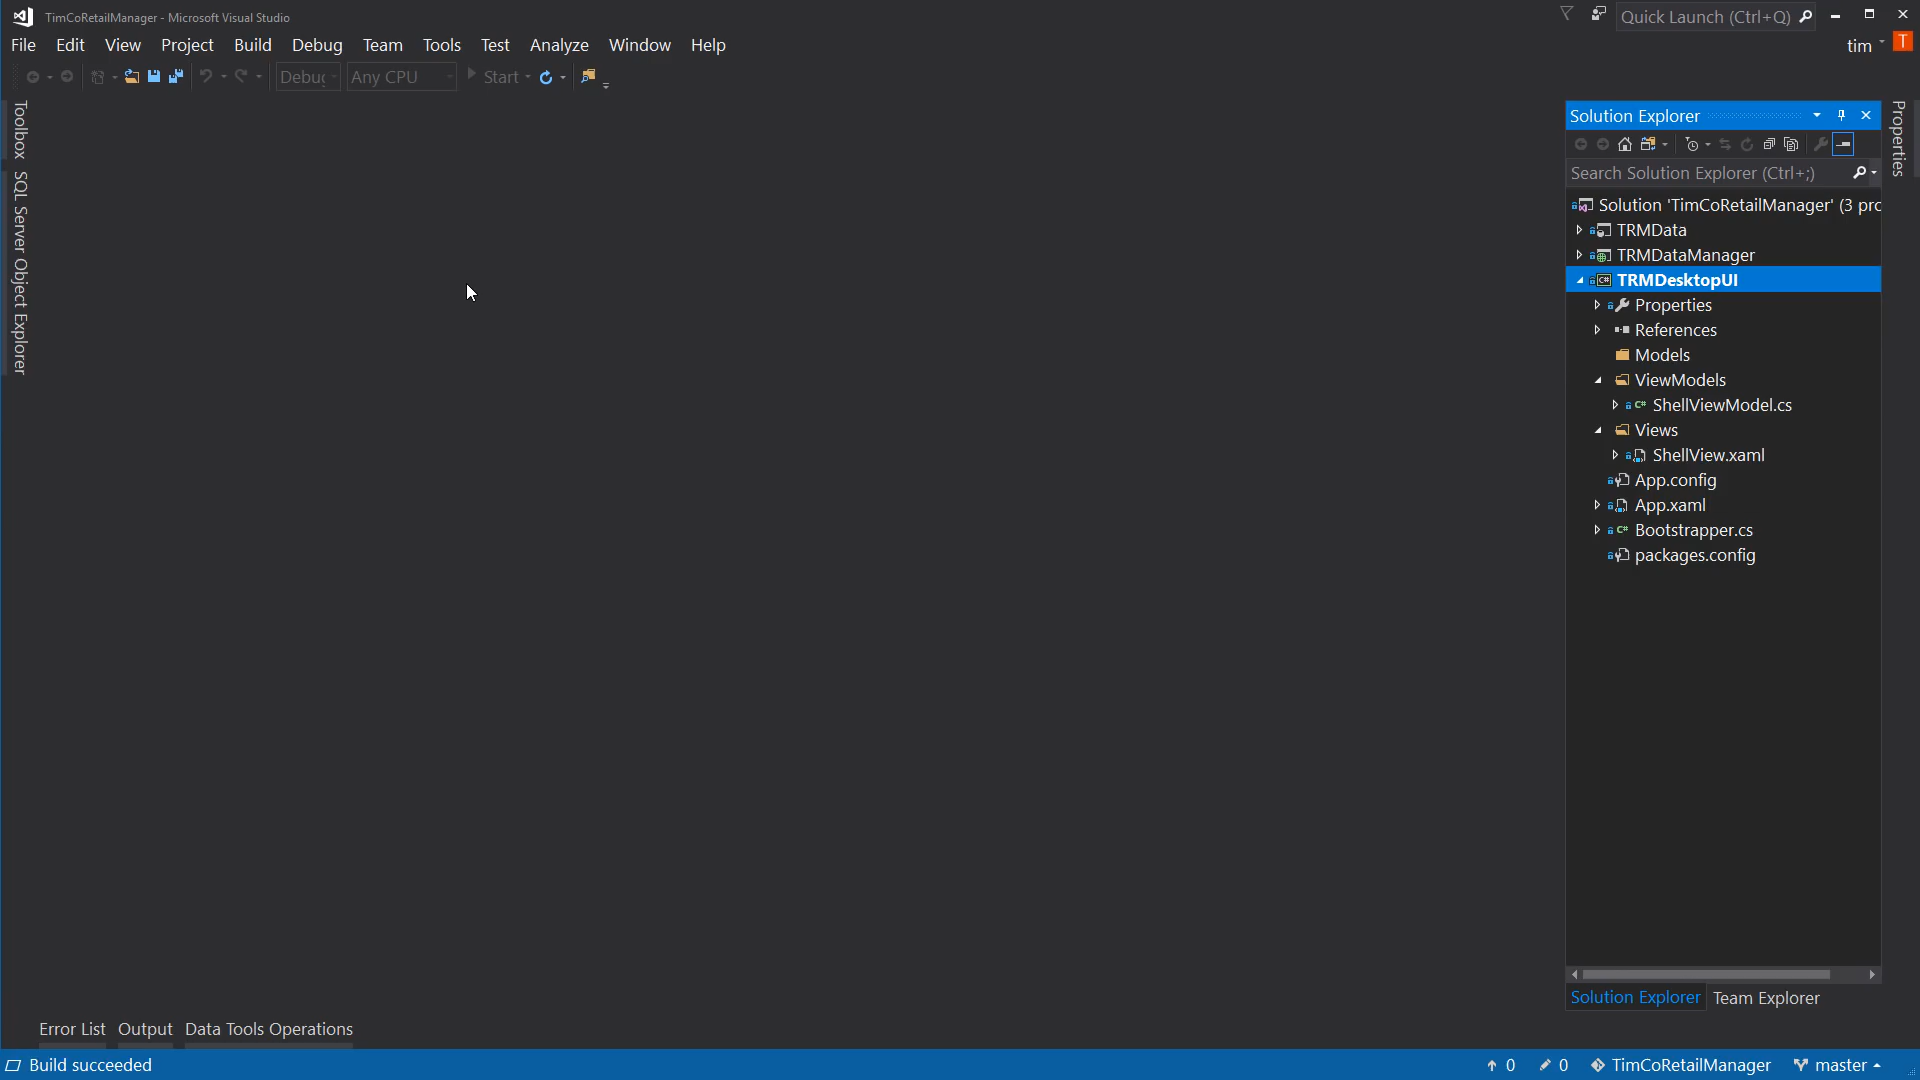 TimCoRetailManager - Microsoft Visual Studio
Quick Launch (Ctrl+Q)
File Edit View Project Build Debug Team Tools Test Analyze Window Help
tim T
Debug Any CPU Start
Toolbox
SQL Server Object Explorer
Solution Explorer
Search Solution Explorer (Ctrl+;)
Solution 'TimCoRetailManager' (3 pro
TRMData
TRMDataManager
TRMDesktopUI
Properties
References
Models
ViewModels
ShellViewModel.cs
Views
ShellView.xaml
App.config
App.xaml
Bootstrapper.cs
packages.config
Solution Explorer Team Explorer
Properties
Error List Output Data Tools Operations
Build succeeded
0 0 TimCoRetailManager master